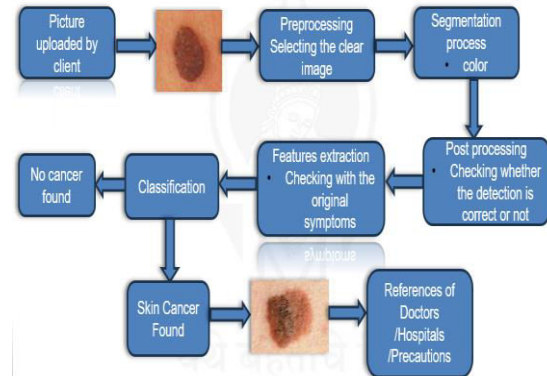 Picture
uploaded by
client
Preprocessing
Selecting the clear
image
Segmentation
process
• color
Post processing
• Checking whether
the detection is
correct or not
Features extraction
• Checking with the
original
symptoms
Classification
No cancer
found
Skin Cancer
Found
References of
Doctors
/Hospitals
/Precautions